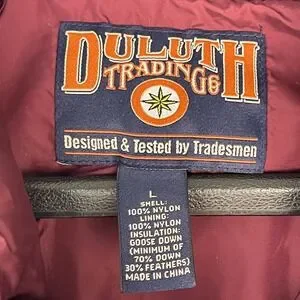 DULUTH
TRADING Co
Designed & Tested by Tradesmen
L
SHELL:
100% NYLON
LINING:
100% NYLON
INSULATION:
GOOSE DOWN
(MINIMUM OF
70% DOWN
30% FEATHERS)
MADE IN CHINA